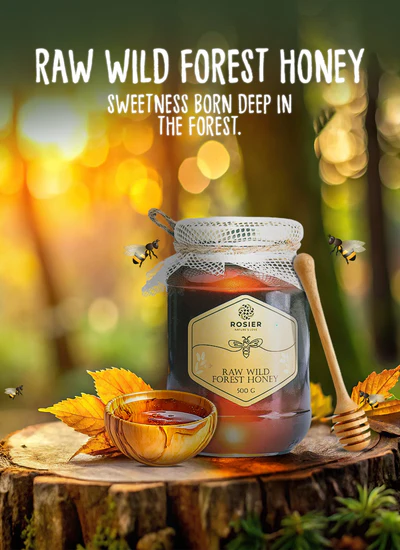 RAW WILD FOREST HONEY
SWEETNESS BORN DEEP IN
THE FOREST.
ROSIER
RAW WILD
FOREST HONEY
500 G